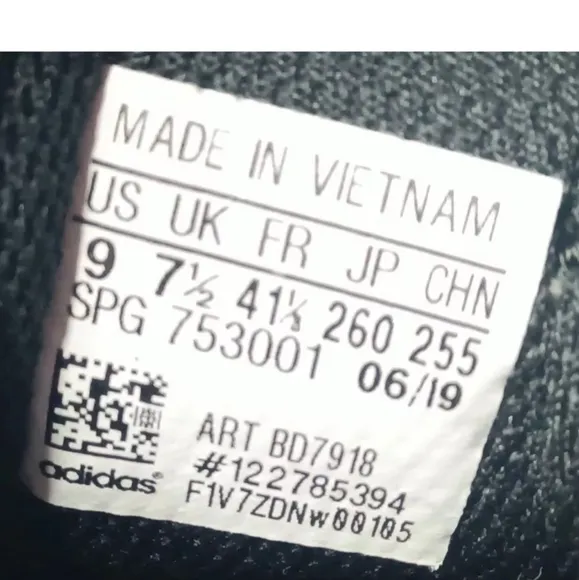 MADE IN VIETNAM
US UK FR JP CHN
9 7½ 41⅓ 260 255
SPG 753001 06/19
ART BD7918
#122785394
adidas® F1V7ZDNW00105